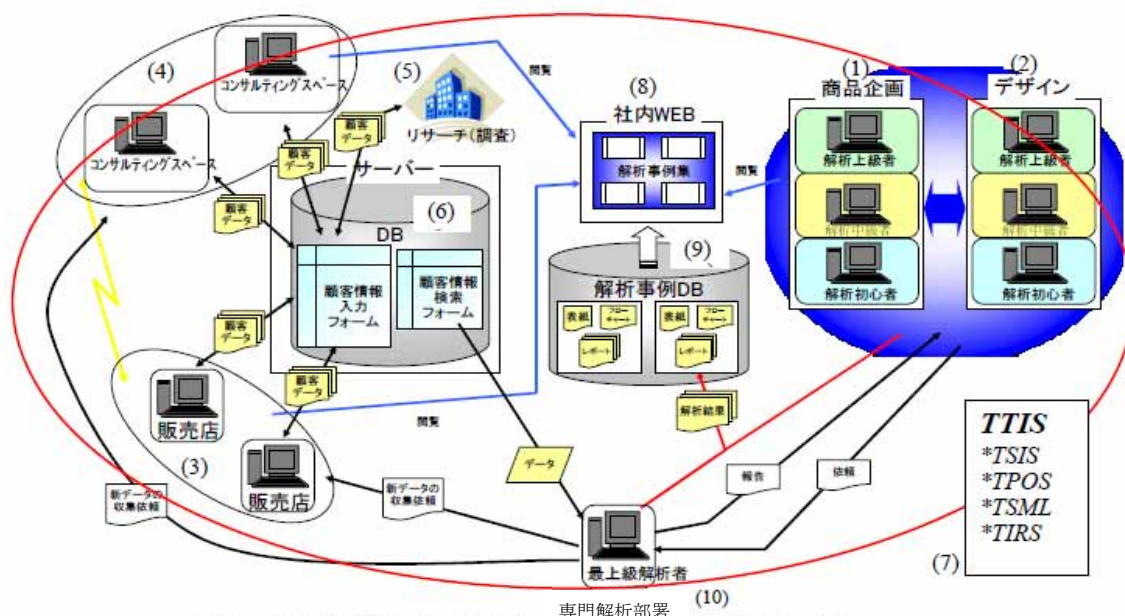 (4)
コンサルティングスペース
コンサルティングスペース
(5)
リサーチ(調査)
閲覧
顧客
データ
顧客
データ
顧客
データ
顧客
データ
顧客
データ
サーバー
DB
(6)
顧客情報
入力
フォーム
顧客情報
検索
フォーム
(8)
社内WEB
解析事例集
閲覧
(9)
解析事例DB
表紙
フロー
チャート
レポート
表紙
フロー
チャート
レポート
解析結果
(1)
商品企画
解析上級者
解析中級者
解析初心者
(2)
デザイン
解析上級者
解析中級者
解析初心者
販売店
(3)
販売店
閲覧
データ
新データの
収集依頼
新データの
収集依頼
報告
依頼
最上級解析者
専門解析部署
(10)
TTIS
*TSIS
*TPOS
*TSML
*TIRS
(7)